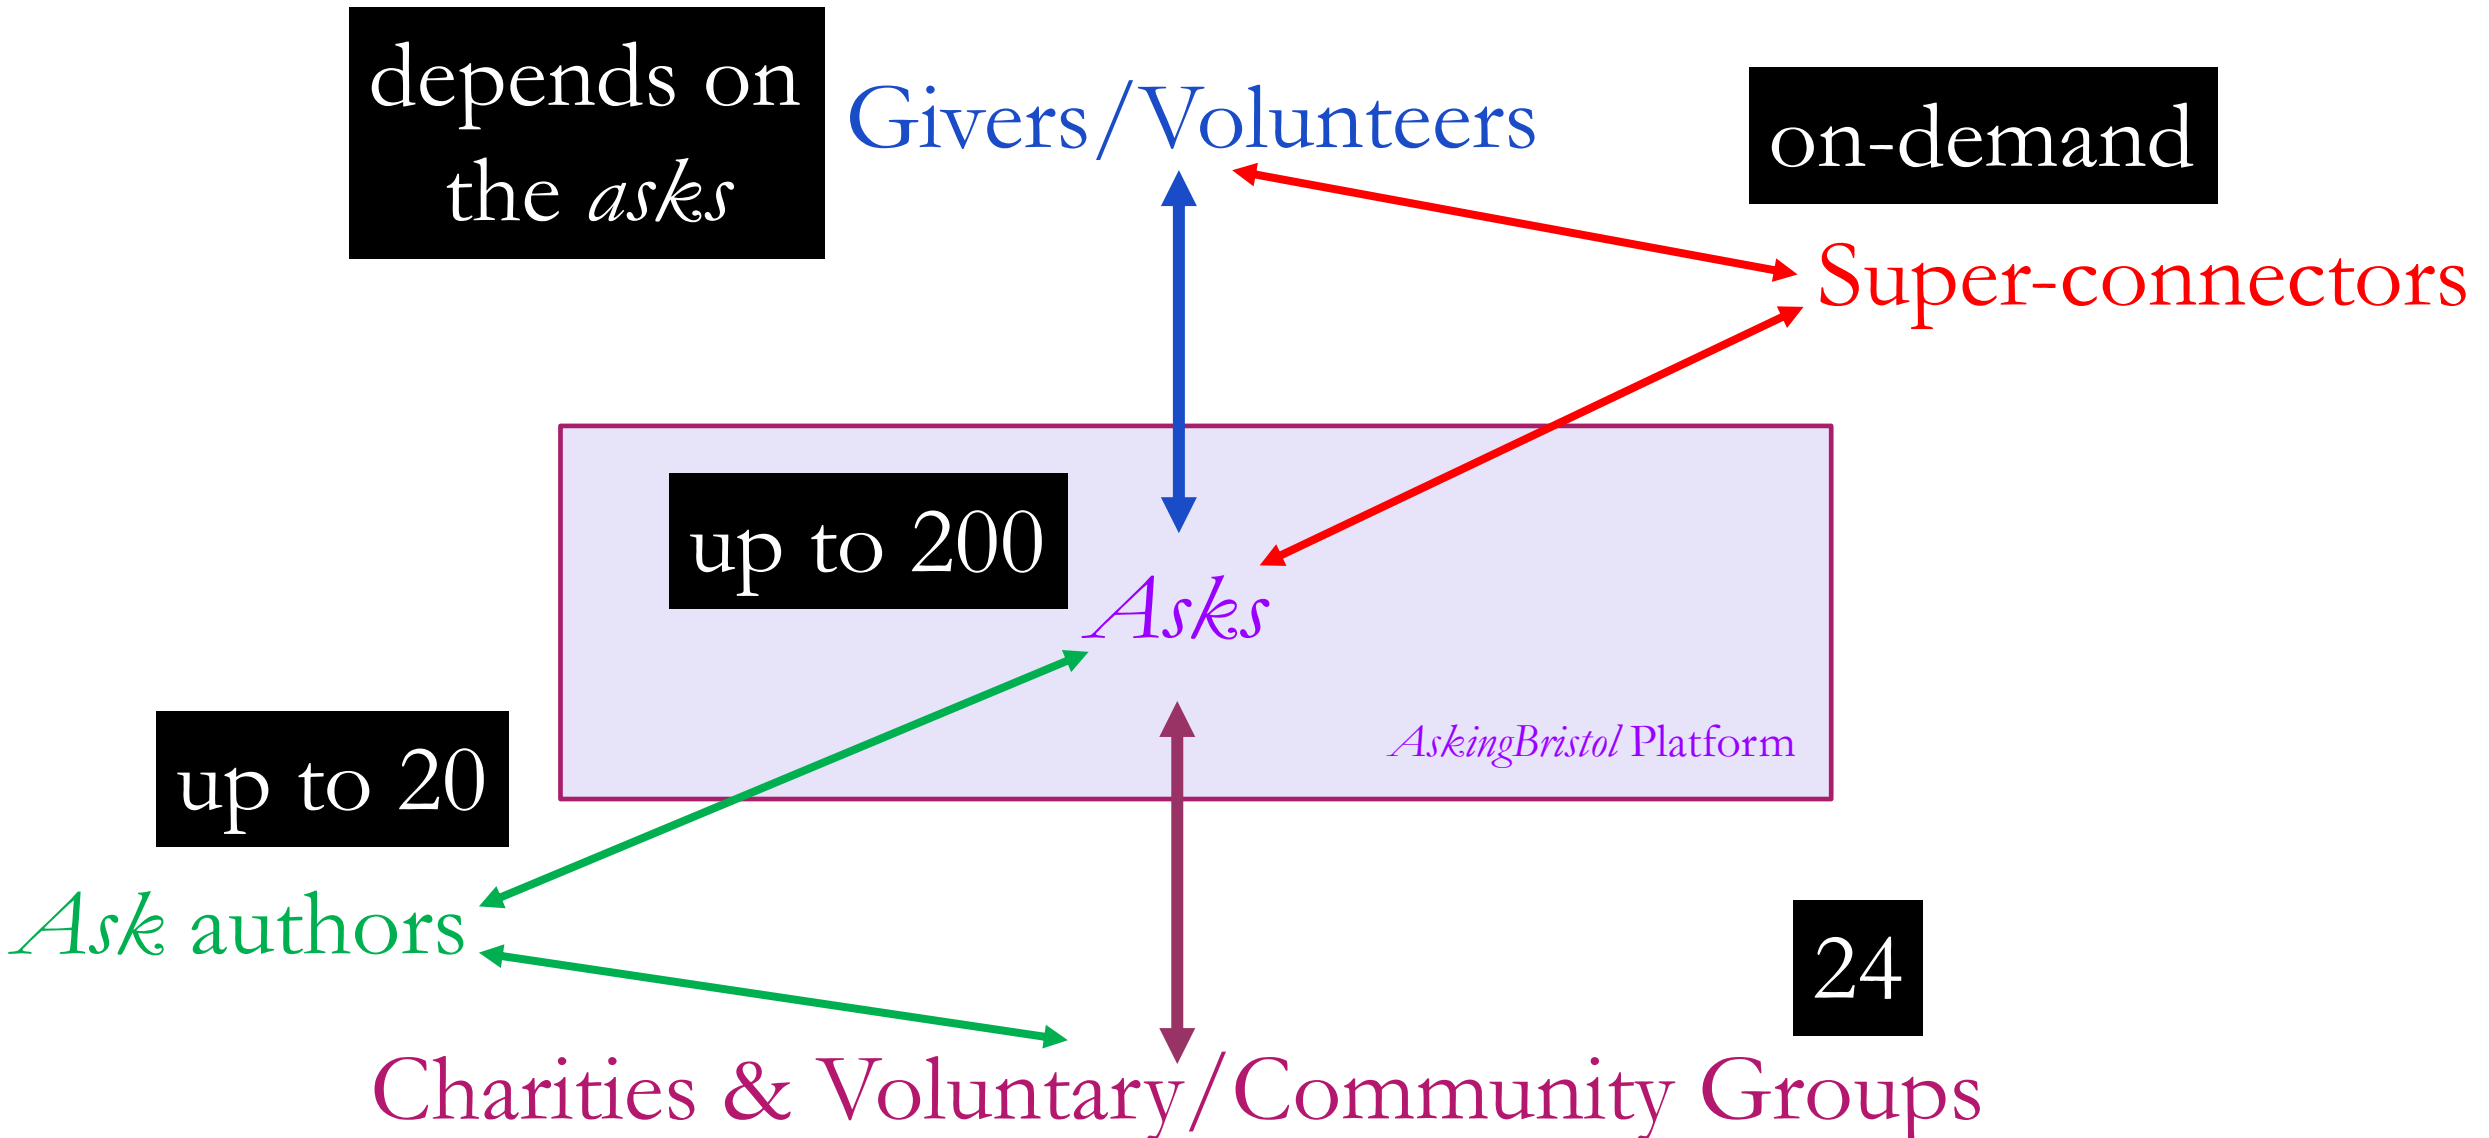 depends on
the asks
Givers/Volunteers
on-demand
Super-connectors
up to 200
Asks
AskingBristol Platform
up to 20
Ask authors
24
Charities & Voluntary/Community Groups